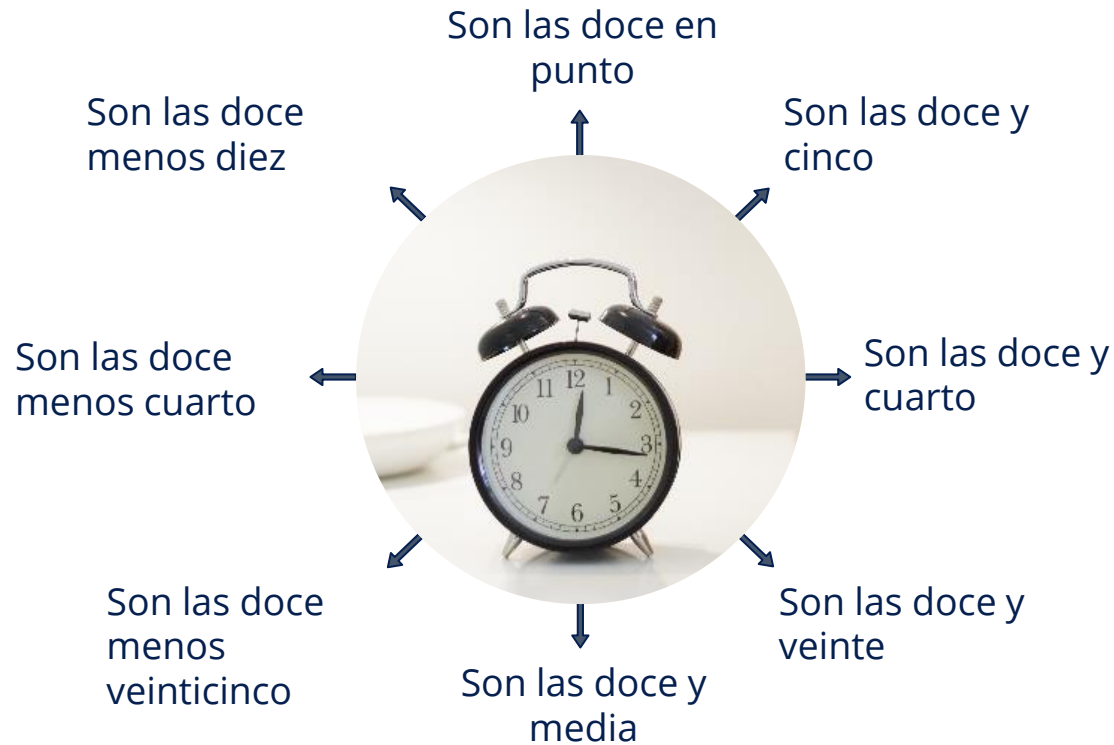 Son las doce en
punto
Son las doce
menos diez
Son las doce y
cinco
Son las doce
menos cuarto
Son las doce y
cuarto
12
1
2
3
4
5
6
7
8
9
10
11
Son las doce
menos
veinticinco
Son las doce y
veinte
Son las doce y
media